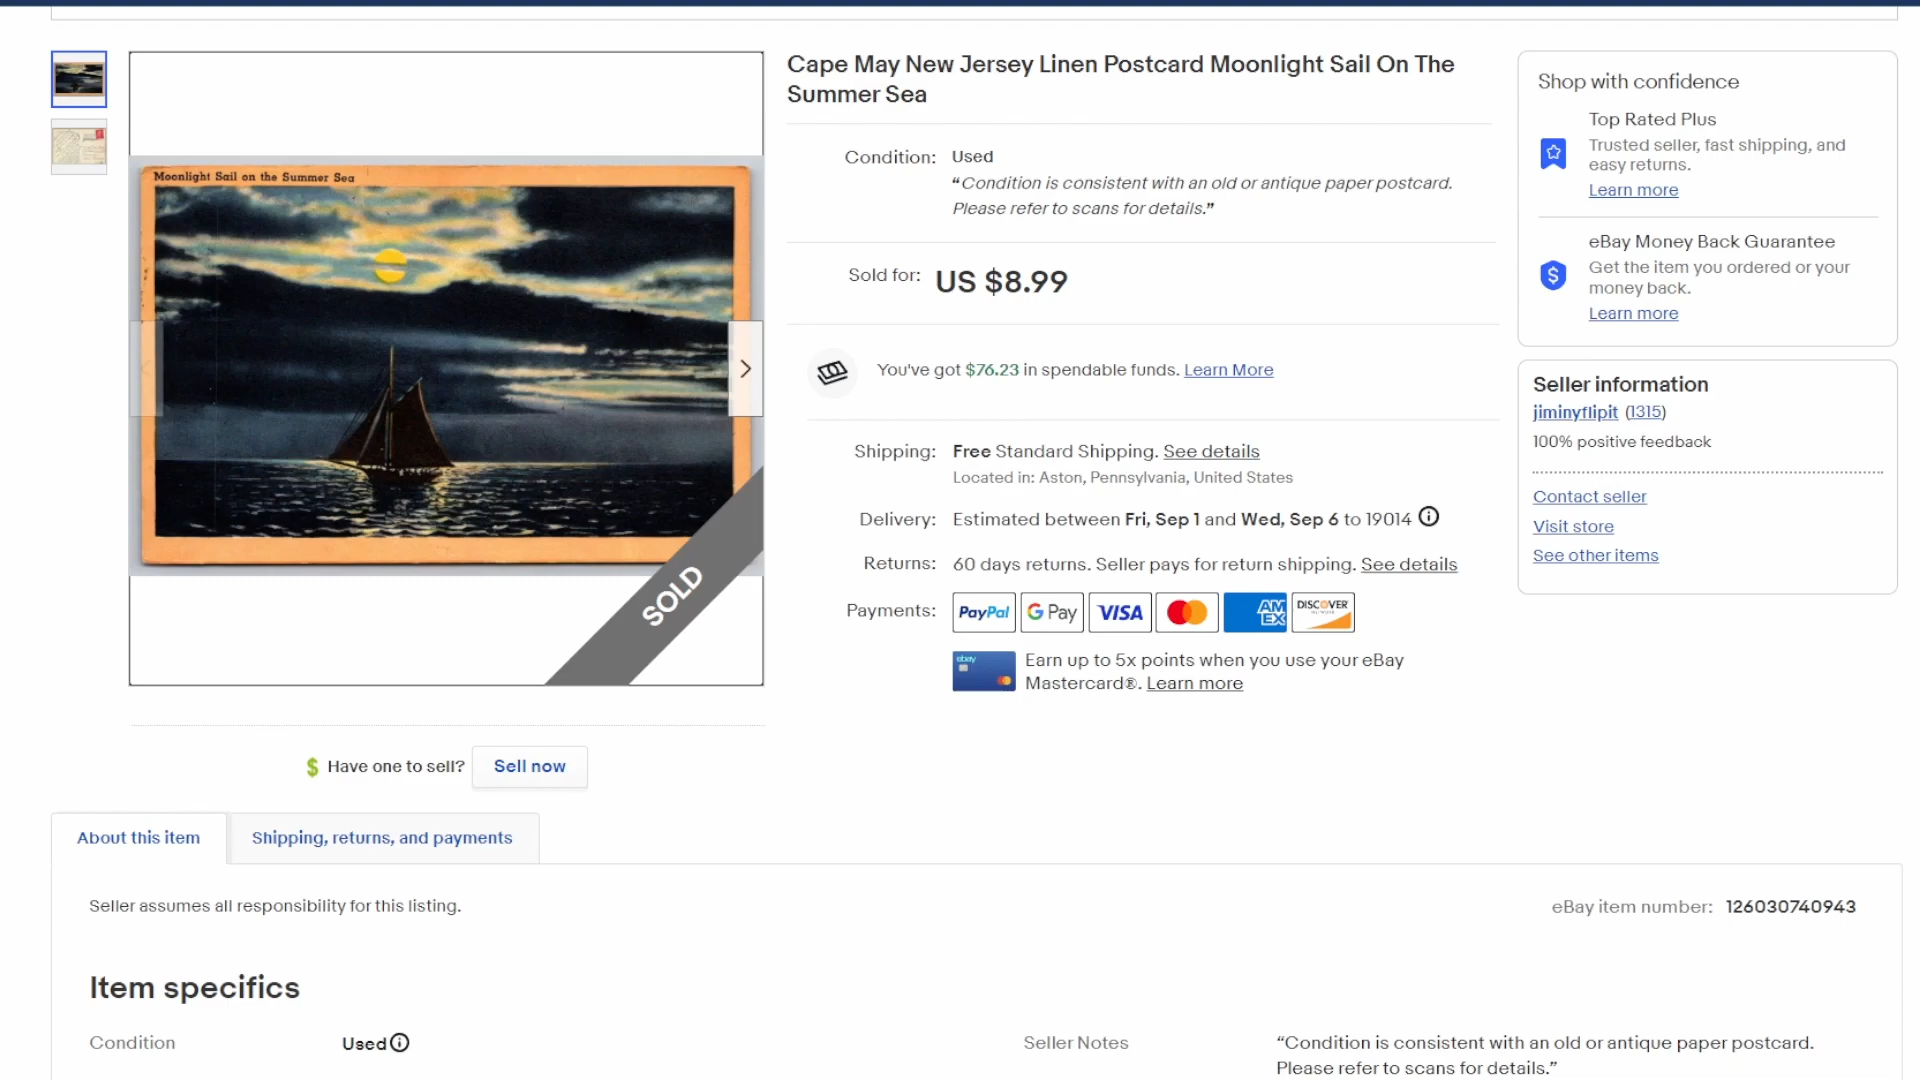 Cape May New Jersey Linen Postcard Moonlight Sail On The
Summer Sea
Moonlight Sail on the Summer Sea
SOLD
Condition: Used
“Condition is consistent with an old or antique paper postcard.
Please refer to scans for details.”
Sold for: US $8.99
You've got $76.23 in spendable funds. Learn More
Shipping: Free Standard Shipping. See details
Located in: Aston, Pennsylvania, United States
Delivery: Estimated between Fri, Sep 1 and Wed, Sep 6 to 19014
Returns: 60 days returns. Seller pays for return shipping. See details
Payments: PayPal G Pay VISA AM EX DISCOVER
ebay
Earn up to 5x points when you use your eBay
Mastercard®. Learn more
Shop with confidence
Top Rated Plus
Trusted seller, fast shipping, and
easy returns.
Learn more
eBay Money Back Guarantee
Get the item you ordered or your
money back.
Learn more
Seller information
jiminyflipit (1315)
100% positive feedback
Contact seller
Visit store
See other items
$ Have one to sell? Sell now
About this item
Shipping, returns, and payments
Seller assumes all responsibility for this listing.
eBay item number: 126030740943
Item specifics
Condition Used
Seller Notes “Condition is consistent with an old or antique paper postcard.
Please refer to scans for details.”